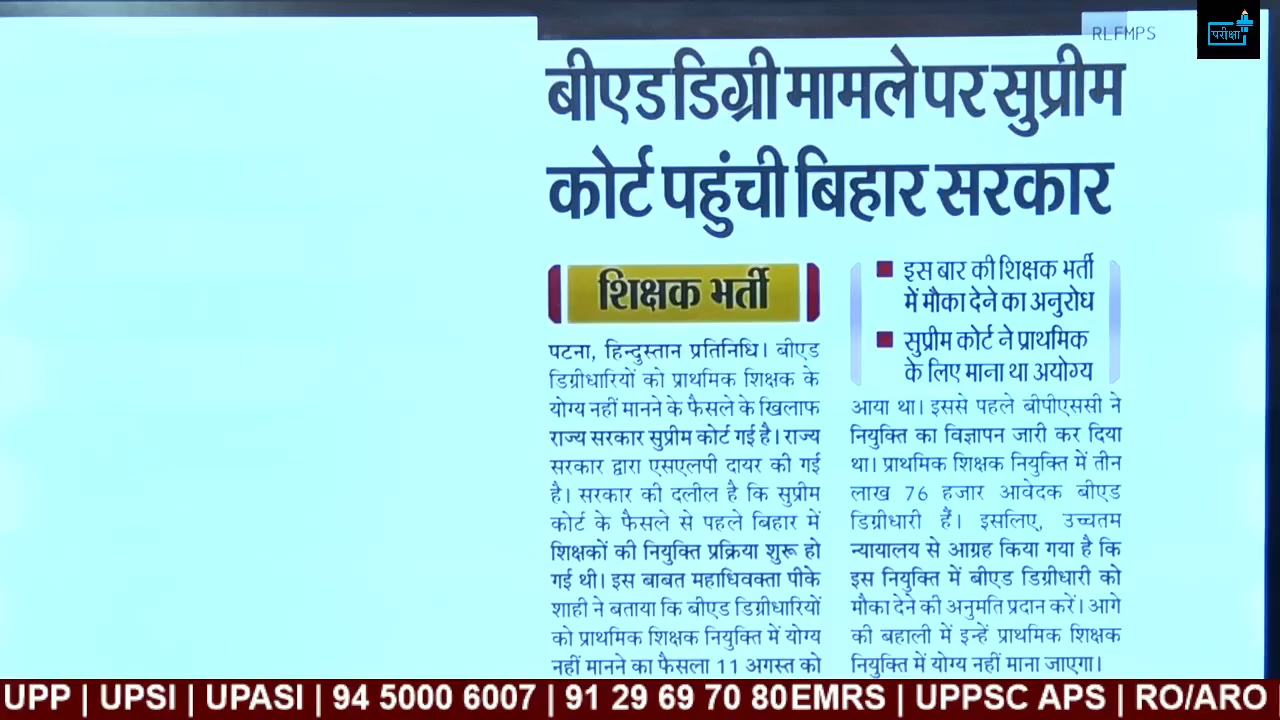 RLFMPS
परीक्षा
बीएड डिग्री मामले पर सुप्रीम
कोर्ट पहुंची बिहार सरकार
शिक्षक भर्ती
पटना, हिन्दुस्तान प्रतिनिधि। बीएड
डिग्रीधारियों को प्राथमिक शिक्षक के
योग्य नहीं मानने के फैसले के खिलाफ
राज्य सरकार सुप्रीम कोर्ट गई है। राज्य
सरकार द्वारा एसएलपी दायर की गई
है। सरकार की दलील है कि सुप्रीम
कोर्ट के फैसले से पहले बिहार में
शिक्षकों की नियुक्ति प्रक्रिया शुरू हो
गई थी। इस बाबत महाधिवक्ता पीके
शाही ने बताया कि बीएड डिग्रीधारियों
को प्राथमिक शिक्षक नियुक्ति में योग्य
नहीं मानने का फैसला 11 अगस्त को
■ इस बार की शिक्षक भर्ती
में मौका देने का अनुरोध
■ सुप्रीम कोर्ट ने प्राथमिक
के लिए माना था अयोग्य
आया था। इससे पहले बीपीएससी ने
नियुक्ति का विज्ञापन जारी कर दिया
था। प्राथमिक शिक्षक नियुक्ति में तीन
लाख 76 हजार आवेदक बीएड
डिग्रीधारी हैं। इसलिए, उच्चतम
न्यायालय से आग्रह किया गया है कि
इस नियुक्ति में बीएड डिग्रीधारी को
मौका देने की अनुमति प्रदान करें। आगे
की बहाली में इन्हें प्राथमिक शिक्षक
नियुक्ति में योग्य नहीं माना जाएगा।
UPP | UPSI | UPASI | 94 5000 6007 | 91 29 69 70 80 EMRS | UPPSC APS | RO/ARO